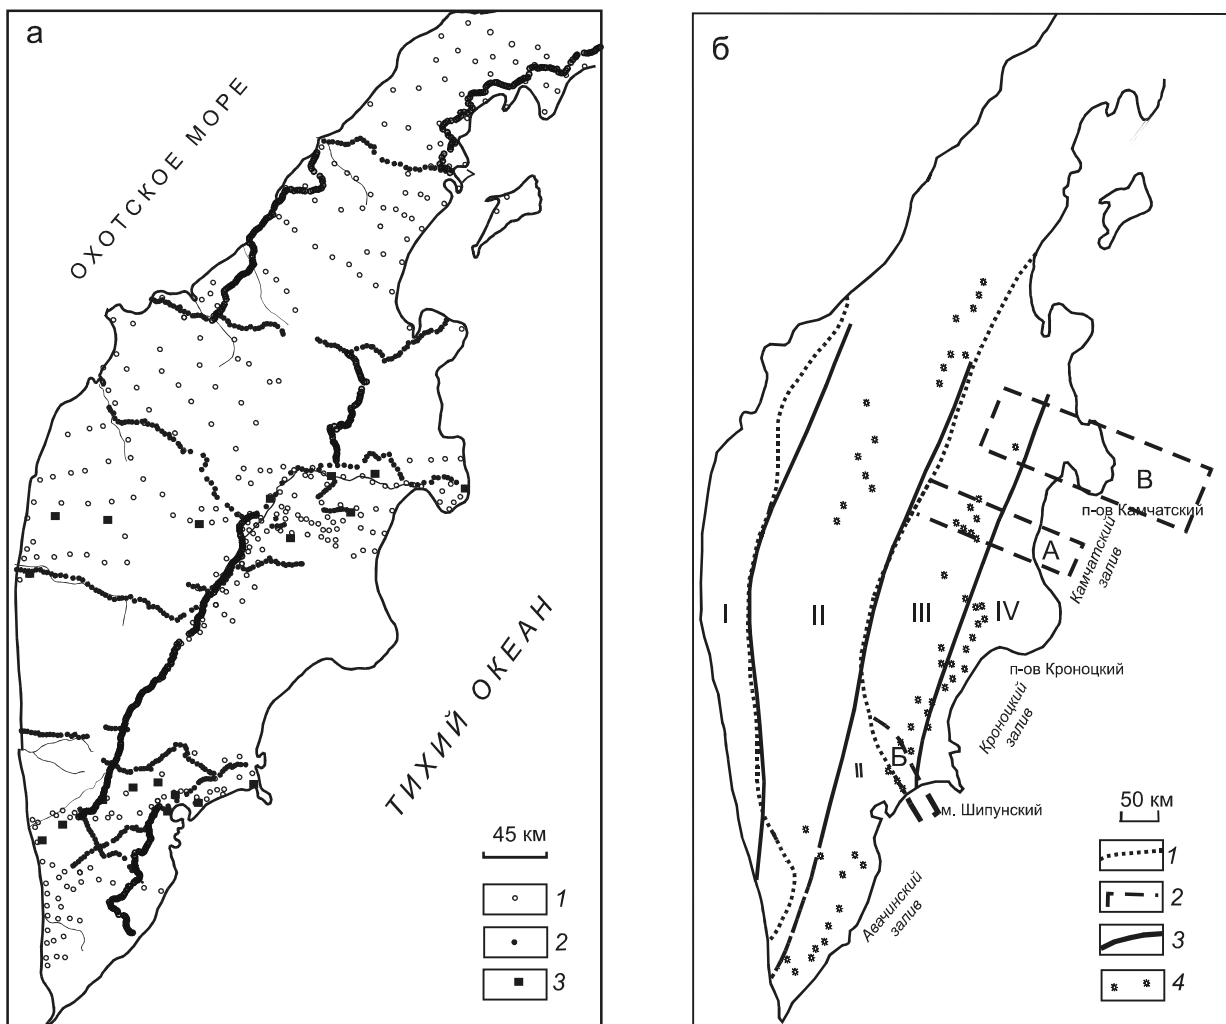 а
ОХОТСКОЕ МОРЕ
ТИХИЙ ОКЕАН
45 км
1
2
3
б
В
п-ов Камчатский
А
Камчатский
залив
I
II
III
IV
п-ов Кроноцкий
Кроноцкий
залив
II
Б
м. Шипунский
50 км
Авачинский
залив
1
2
3
4